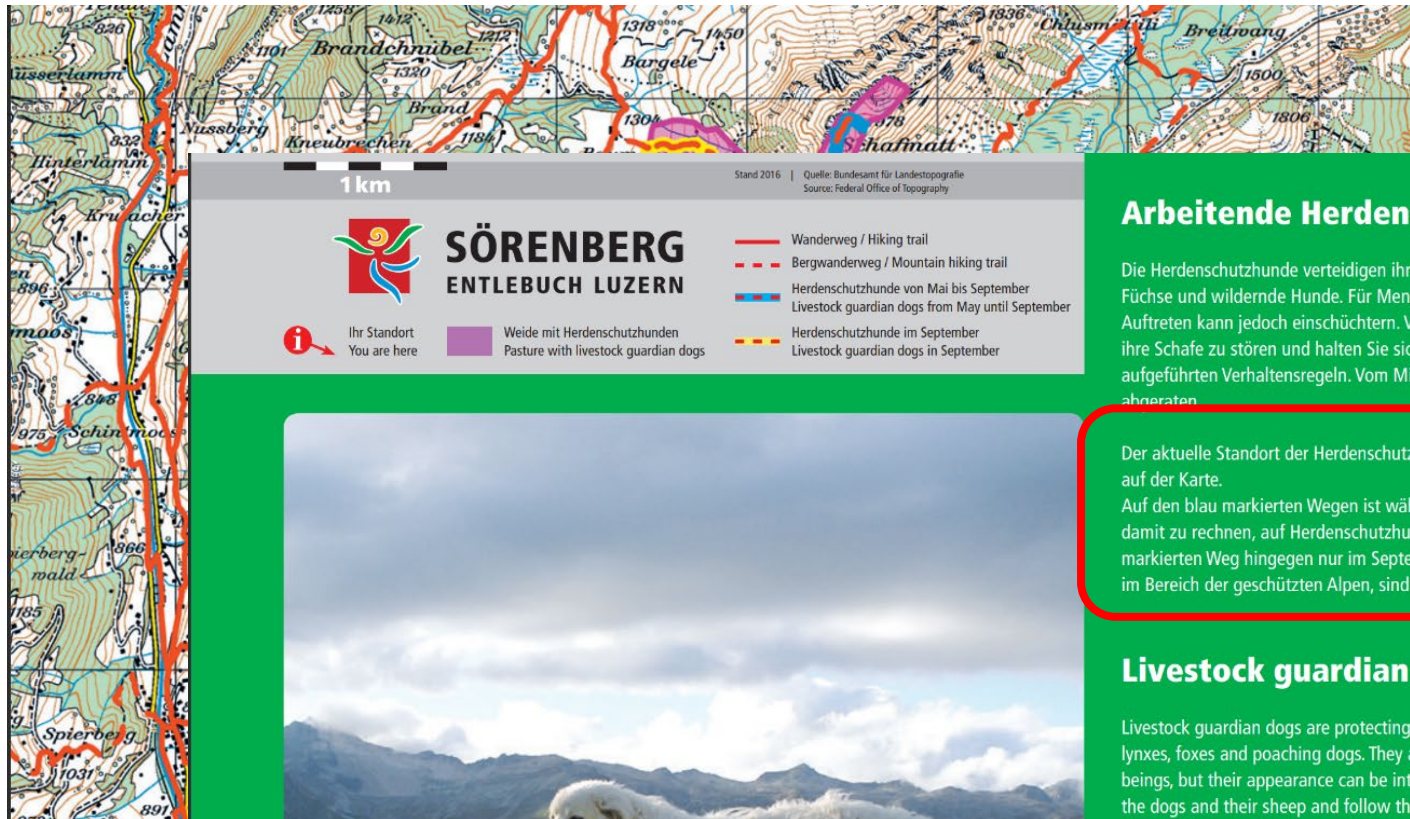 826
1258
1412
1318
1450
1836
Breitwang
Brandchnubel
1212
Bargele
1101
1320
1500
Brand
1304
1806
832
Nussberg
Kneubrechen
1184
Schafmatt
Hinterlamm
1 km
Stand 2016 | Quelle: Bundesamt für Landestopografie
Source: Federal Office of Topography
SÖRENBERG
ENTLEBUCH LUZERN
Wanderweg / Hiking trail
Bergwanderweg / Mountain hiking trail
Herdenschutzhunde von Mai bis September
Livestock guardian dogs from May until September
Herdenschutzhunde im September
Livestock guardian dogs in September
Ihr Standort
You are here
Weide mit Herdenschutzhunden
Pasture with livestock guardian dogs
Arbeitende Herden
Die Herdenschutzhunde verteidigen ihr
Füchse und wildernde Hunde. Für Men
Auftreten kann jedoch einschüchtern. V
ihre Schafe zu stören und halten Sie sic
aufgeführten Verhaltensregeln. Vom Mi
abgeraten
Der aktuelle Standort der Herdenschutz
auf der Karte.
Auf den blau markierten Wegen ist wäh
damit zu rechnen, auf Herdenschutzhu
markierten Weg hingegen nur im Septe
im Bereich der geschützten Alpen, sind
Livestock guardian
Livestock guardian dogs are protecting
lynxes, foxes and poaching dogs. They a
beings, but their appearance can be int
the dogs and their sheep and follow th
896
moos
848
975
Schintmoos
866
wald
1185
Spierberg
1031
891